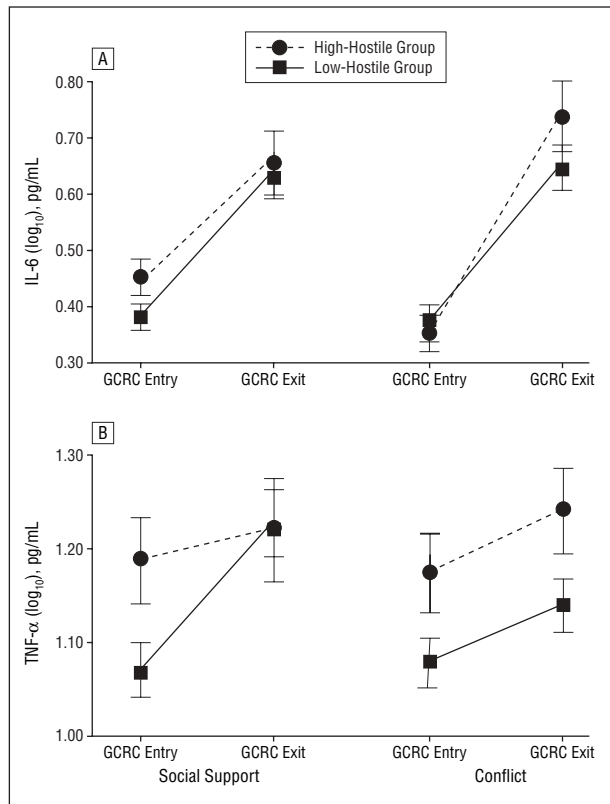 High-Hostile Group
Low-Hostile Group
A
0.80
0.70
0.60
0.50
0.40
0.30
IL-6 (log10), pg/mL
GCRC Entry GCRC Exit GCRC Entry GCRC Exit
B
1.30
1.20
1.10
1.00
TNF-α (log10), pg/mL
GCRC Entry GCRC Exit GCRC Entry GCRC Exit
Social Support Conflict